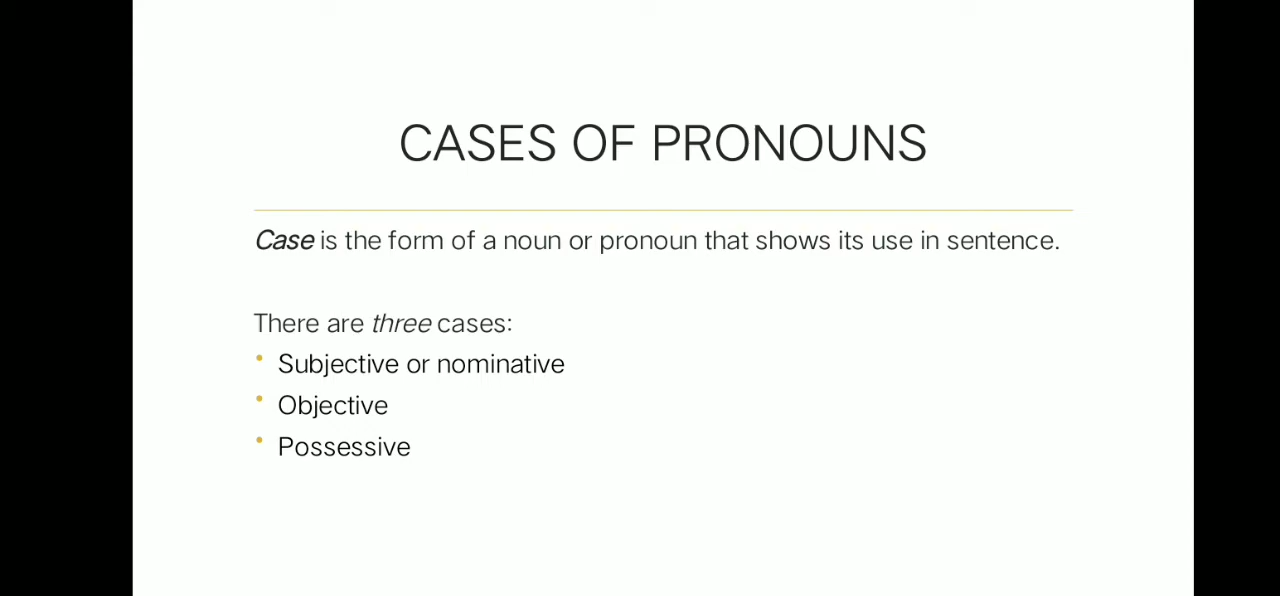 CASES OF PRONOUNS
Case is the form of a noun or pronoun that shows its use in sentence.
There are three cases:
• Subjective or nominative
• Objective
• Possessive